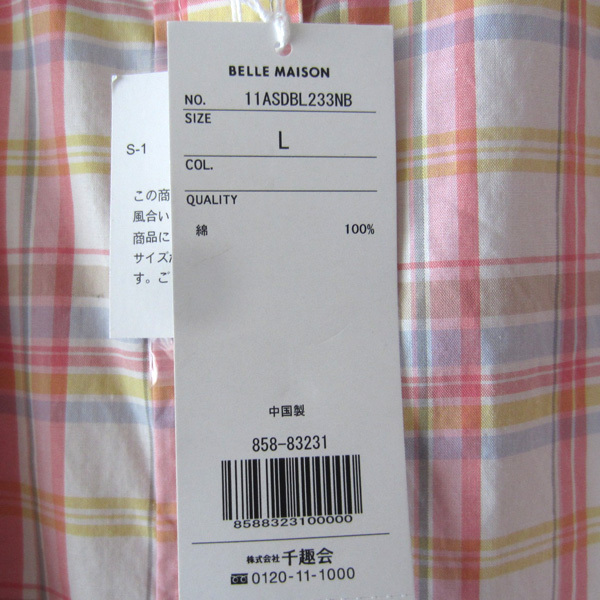 BELLE MAISON
NO. 11ASDBL233NB
SIZE
L
COL.
QUALITY
綿 100%
中国製
858-83231
8588323100000
株式会社 千趣会
0120-11-1000
S-1
この商
風合い
商品に
サイズが
す。ご